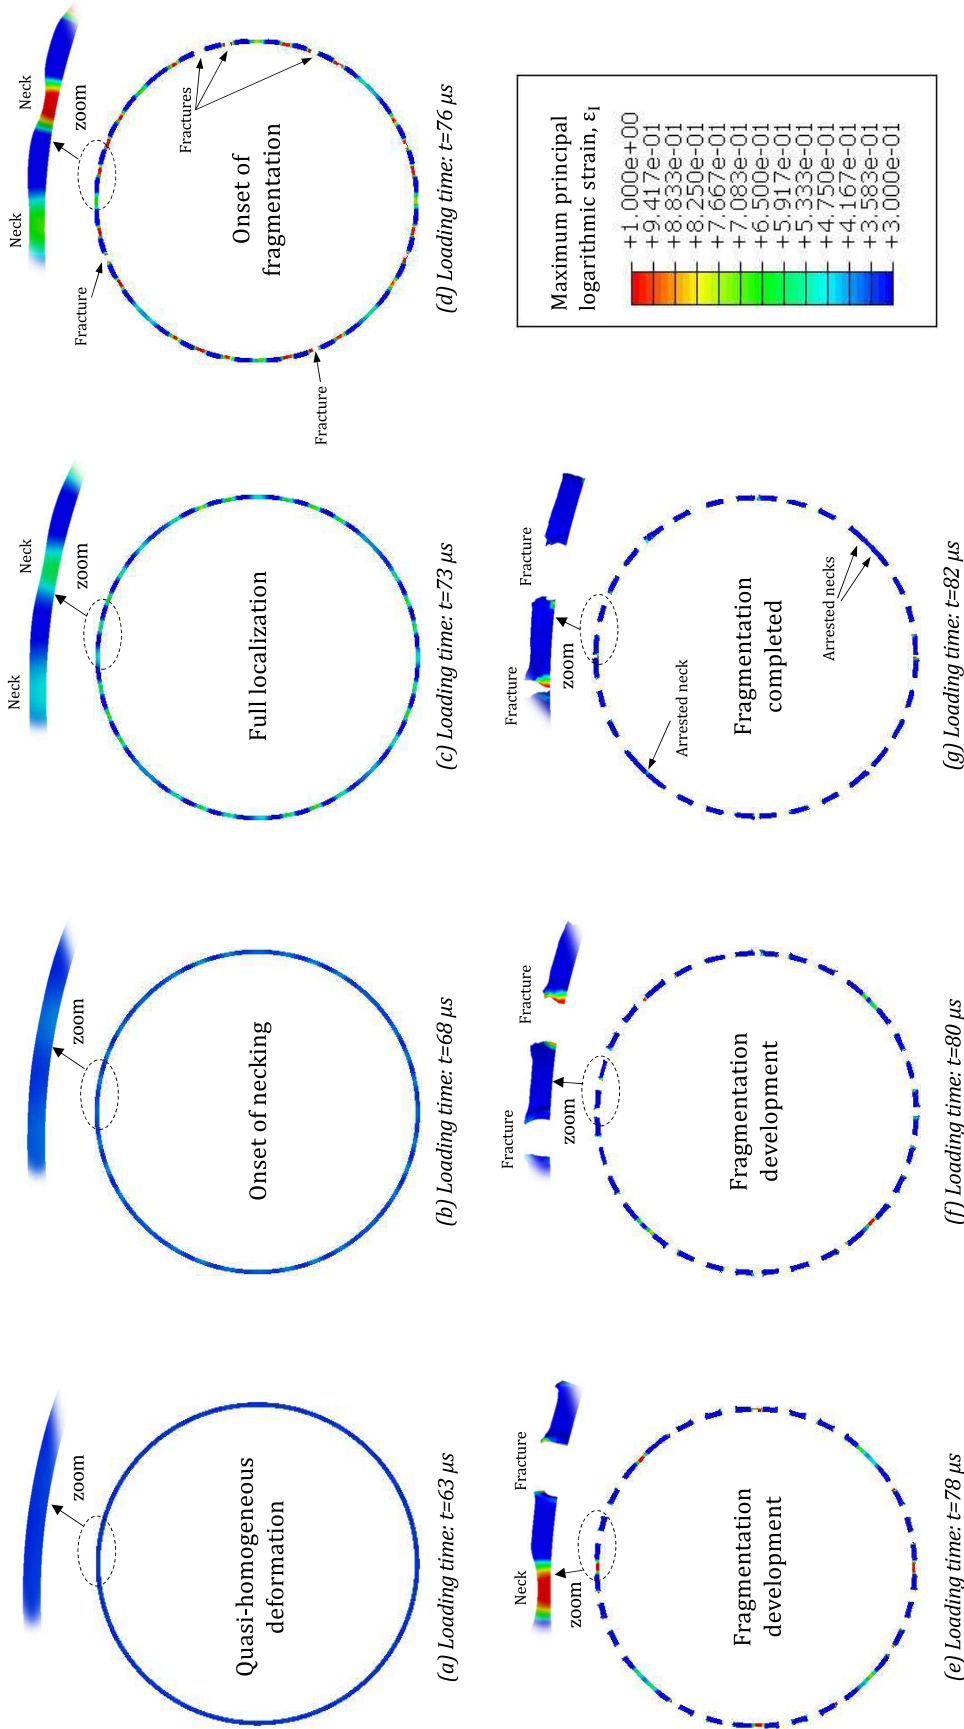 Quasi-homogeneous
deformation
zoom
(a) Loading time: t=63 μs
Onset of necking
zoom
(b) Loading time: t=68 μs
Neck
Neck
zoom
Full localization
(c) Loading time: t=73 μs
Neck
Neck
zoom
Fracture
Fractures
Fracture
Onset of
fragmentation
(d) Loading time: t=76 μs
Neck
Fracture
zoom
Fragmentation
development
(e) Loading time: t=78 μs
Fracture
Fracture
zoom
Fragmentation
development
(f) Loading time: t=80 μs
Fracture
Fracture
zoom
Arrested neck
Arrested necks
Fragmentation
completed
(g) Loading time: t=82 μs
Maximum principal
logarithmic strain, εI
+1.000e+00
+9.417e-01
+8.833e-01
+8.250e-01
+7.667e-01
+7.083e-01
+6.500e-01
+5.917e-01
+5.333e-01
+4.750e-01
+4.167e-01
+3.583e-01
+3.000e-01